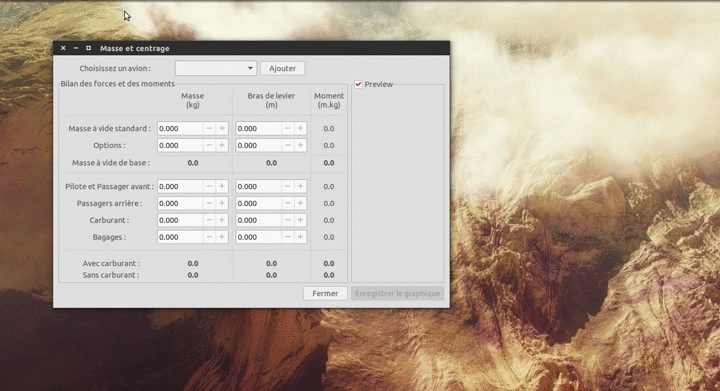 Masse et centrage
Choisissez un avion : Ajouter
Bilan des forces et des moments Preview
Masse Bras de levier Moment
(kg) (m) (m.kg)
Masse à vide standard : 0.000 0.000 0.0
Options : 0.000 0.000 0.0
Masse à vide de base : 0.0 0.0 0.0
Pilote et Passager avant : 0.000 0.000 0.0
Passagers arrière : 0.000 0.000 0.0
Carburant : 0.000 0.000 0.0
Bagages : 0.000 0.000 0.0
Avec carburant : 0.0 0.0 0.0
Sans carburant : 0.0 0.0 0.0
Fermer Enregistrer le graphique